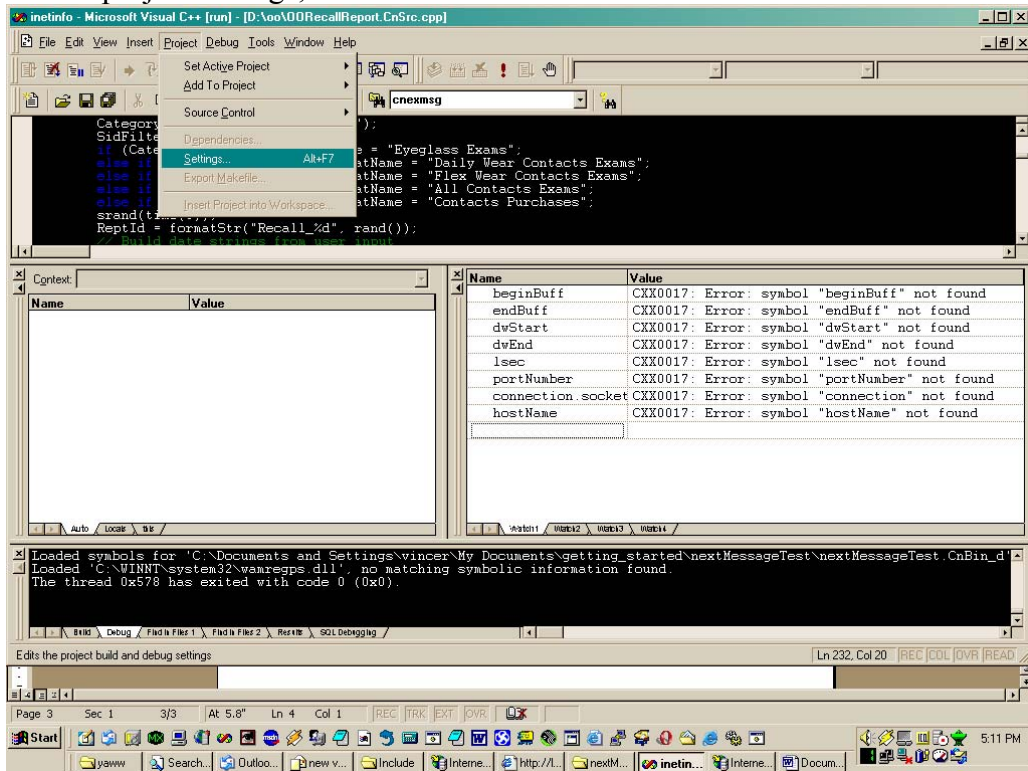 inetinfo - Microsoft Visual C++ [run] - [D:\oo\OORecallReport.CnSrc.cpp]
File Edit View Insert Project Debug Tools Window Help
Set Active Project
Add To Project
Source Control
Dependencies...
Settings... Alt+F7
Export Makefile...
Insert Project into Workspace...
cnexmsg
Category ');
SidFilte
if (Cate = "Eyeglass Exams";
else if atName = "Daily Wear Contacts Exams";
else if atName = "Flex Wear Contacts Exams";
else if atName = "All Contacts Exams";
else if atName = "Contacts Purchases";
ReptId = formatStr("Recall_%d", rand());
// Build date strings from user input
Context:
Name Value
Auto Locals this
Name Value
beginBuff CXX0017: Error: symbol "beginBuff" not found
endBuff CXX0017: Error: symbol "endBuff" not found
dwStart CXX0017: Error: symbol "dwStart" not found
dwEnd CXX0017: Error: symbol "dwEnd" not found
lsec CXX0017: Error: symbol "lsec" not found
portNumber CXX0017: Error: symbol "portNumber" not found
connection.socket CXX0017: Error: symbol "connection" not found
hostName CXX0017: Error: symbol "hostName" not found
Watch1 Watch2 Watch3 Watch4
Loaded symbols for 'C:\Documents and Settings\vincer\My Documents\getting_started\nextMessageTest\nextMessageTest.CnBin_d'
Loaded 'C:\WINNT\system32\wamregps.dll', no matching symbolic information found.
The thread 0x578 has exited with code 0 (0x0).
Build Debug Find in Files 1 Find in Files 2 Results SQL Debugging
Edits the project build and debug settings Ln 232, Col 20 REC COL OVR READ
Page 3 Sec 1 3/3 At 5.8" Ln 4 Col 1 REC TRK EXT OVR
Start 5:11 PM
yaww Search... Outloo... new v... Include Interne... http://l... nextM... inetin... Interne... Docum...